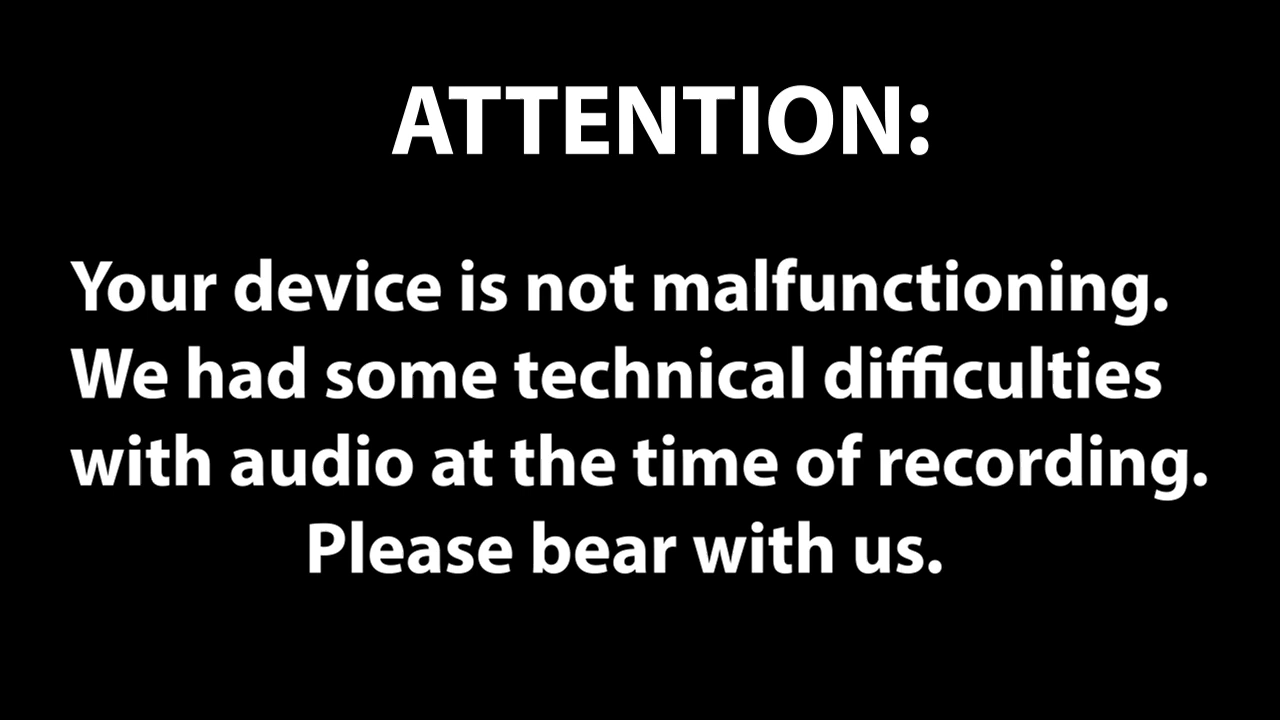 ATTENTION:
Your device is not malfunctioning.
We had some technical difficulties
with audio at the time of recording.
Please bear with us.